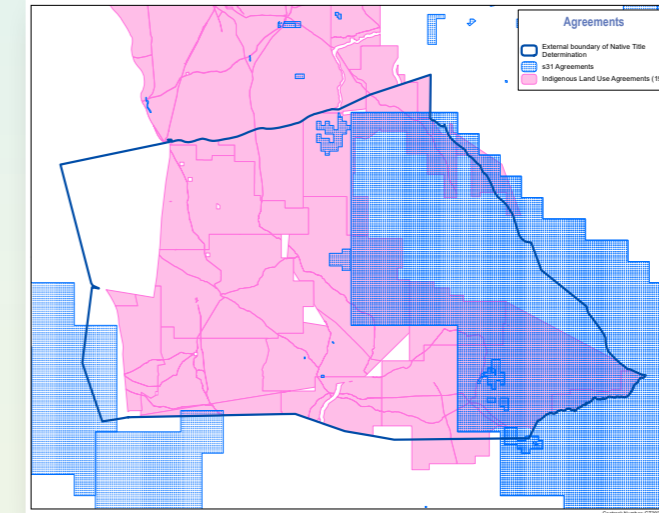 Agreements
External boundary of Native Title
Determination
s31 Agreements
Indigenous Land Use Agreements